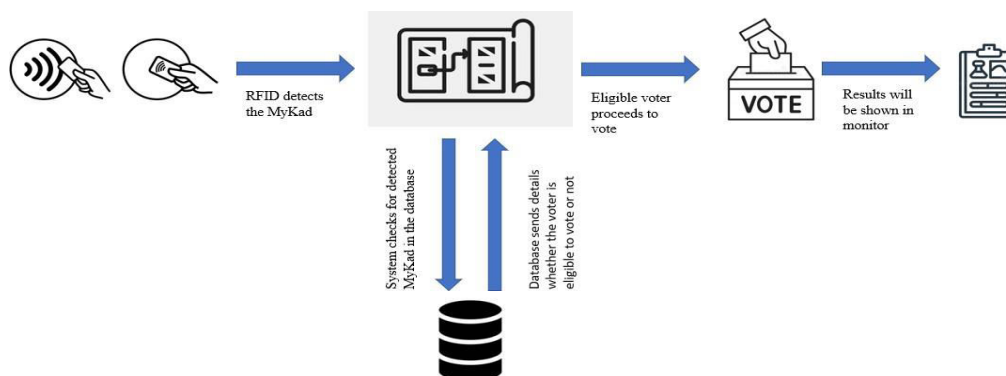 RFID detects
the MyKad
Eligible voter
proceeds to
vote
VOTE
Results will
be shown in
monitor
System checks for detected
MyKad in the database
Database sends details
whether the voter is
eligible to vote or not